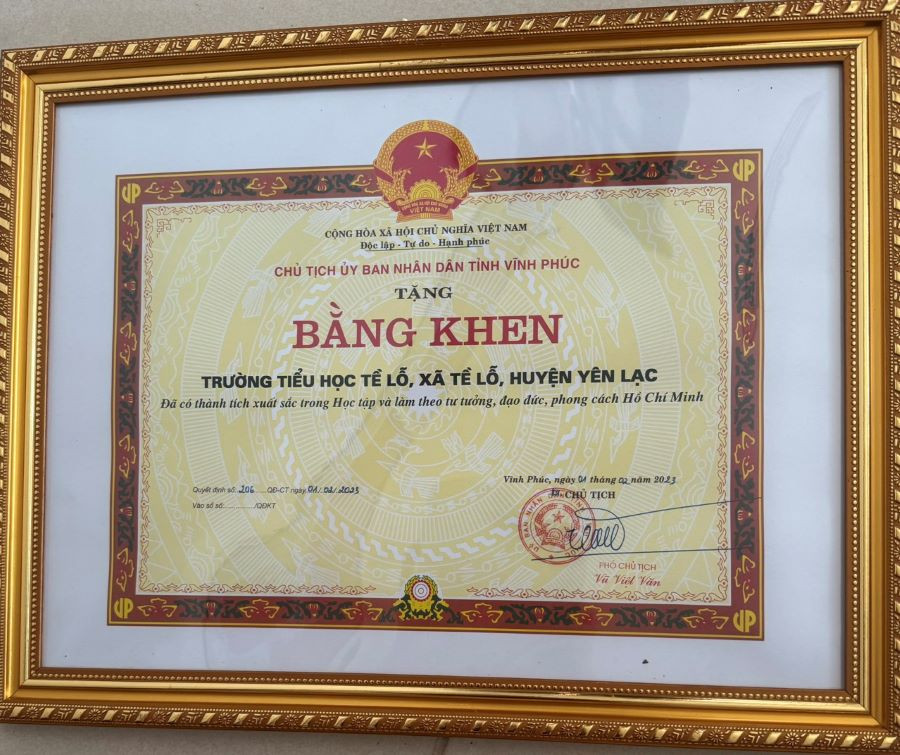 CỘNG HÒA XÃ HỘI CHỦ NGHĨA VIỆT NAM
Độc lập - Tự do - Hạnh phúc
CHỦ TỊCH ỦY BAN NHÂN DÂN TỈNH VĨNH PHÚC
TẶNG
BẰNG KHEN
TRƯỜNG TIỂU HỌC TỀ LỖ, XÃ TỀ LỖ, HUYỆN YÊN LẠC
Đã có thành tích xuất sắc trong Học tập và làm theo tư tưởng, đạo đức, phong cách Hồ Chí Minh
Vĩnh Phúc, ngày 01 tháng 02 năm 2023
Quyết định số: 206 ......QĐ-CT ngày 01/02/2023
CHỦ TỊCH
Vào sổ số:............/QĐKT
PHÓ CHỦ TỊCH
Vũ Việt Văn